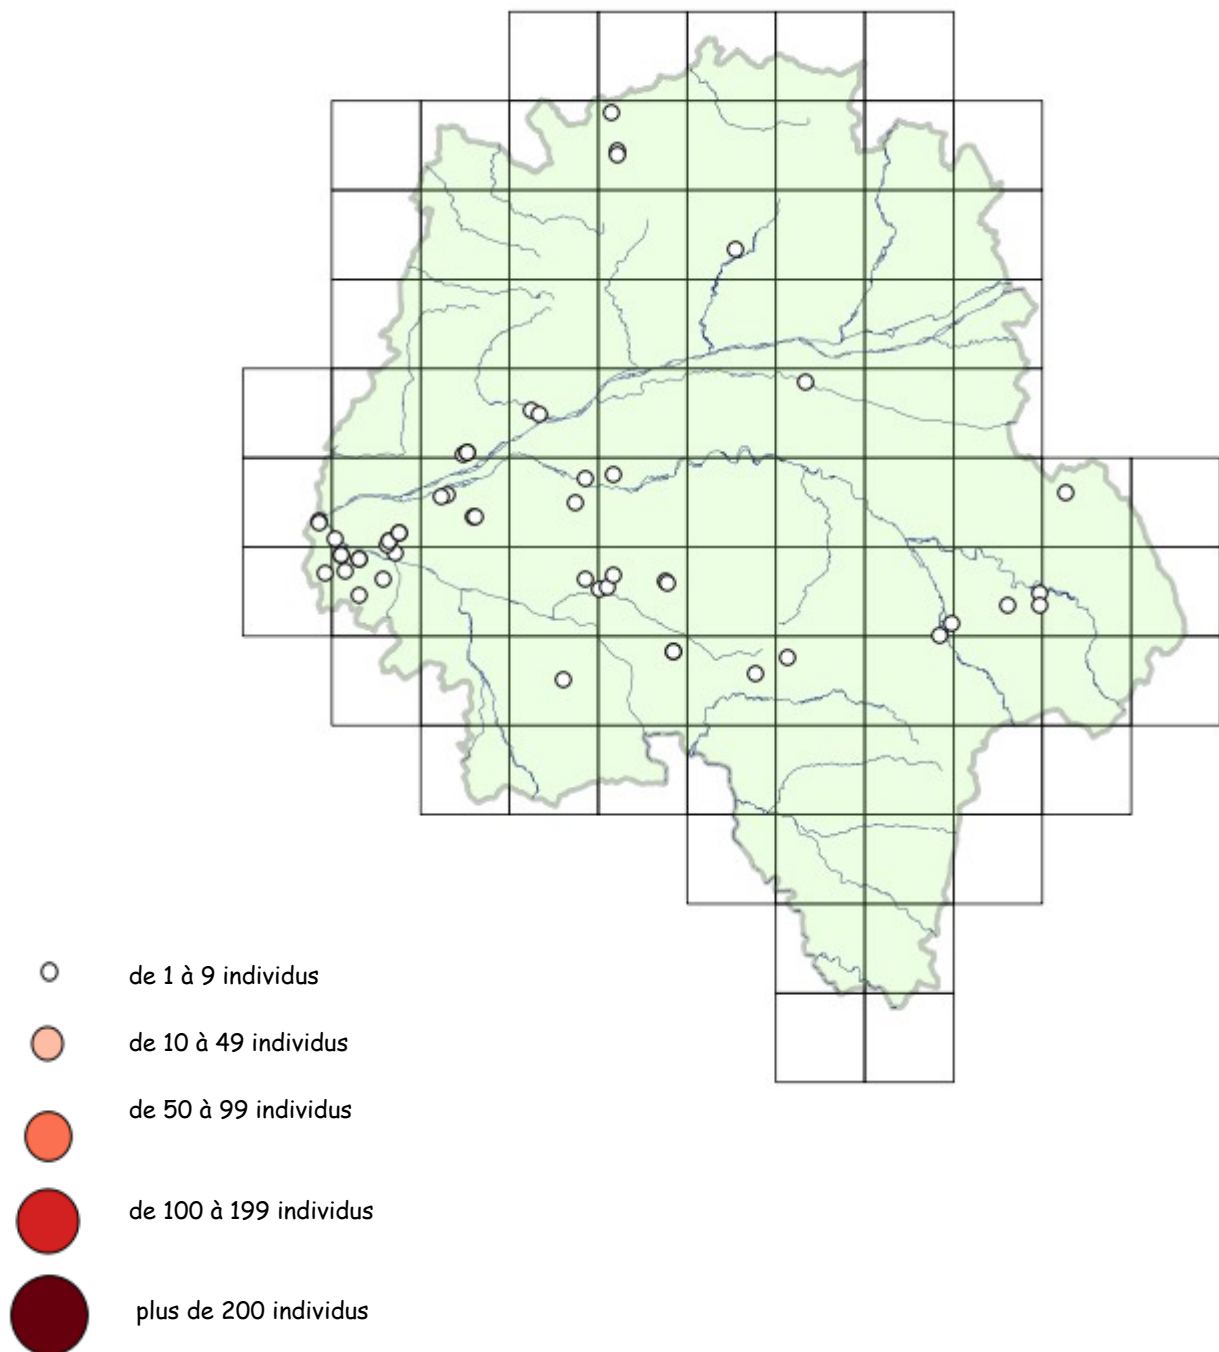 de 1 à 9 individus
de 10 à 49 individus
de 50 à 99 individus
de 100 à 199 individus
plus de 200 individus